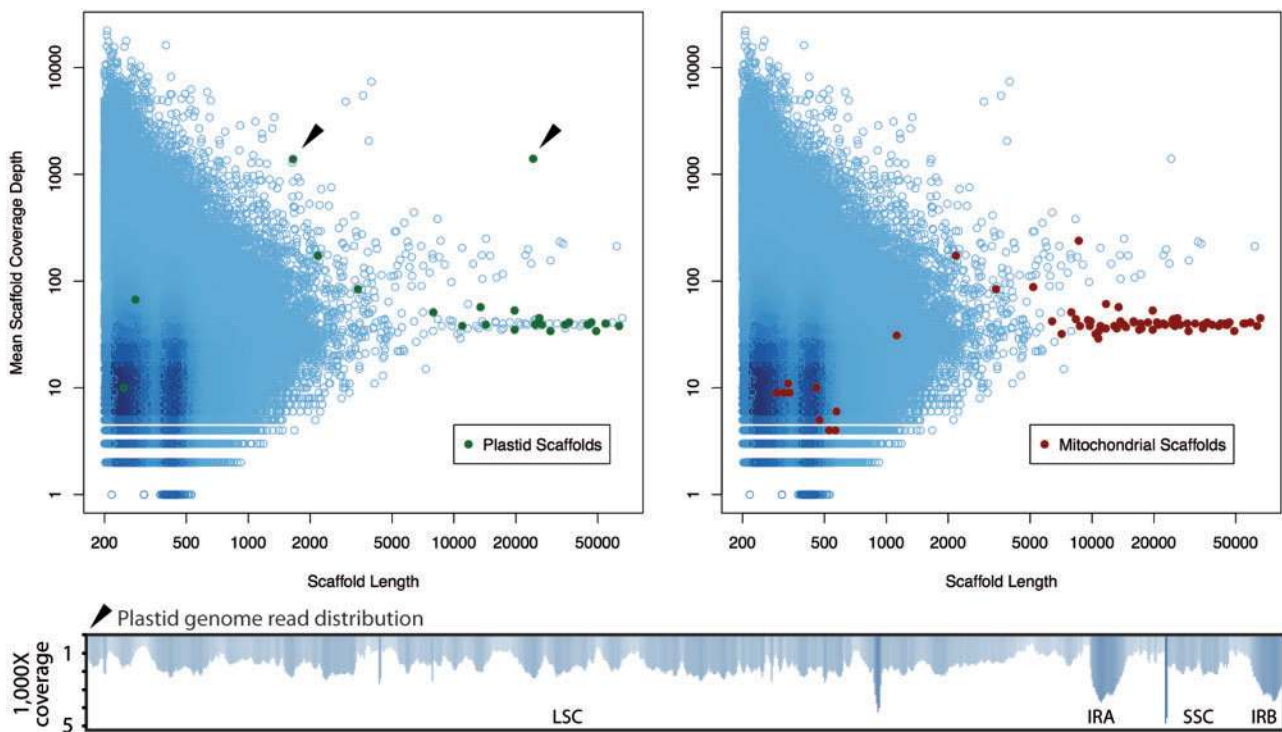 Mean Scaffold Coverage Depth
10000
1000
100
10
1
Plastid Scaffolds
200 500 1000 2000 5000 10000 20000 50000
Scaffold Length
10000
1000
100
10
1
Mitochondrial Scaffolds
200 500 1000 2000 5000 10000 20000 50000
Scaffold Length
Plastid genome read distribution
1,000X
coverage
1
5
LSC IRA SSC IRB